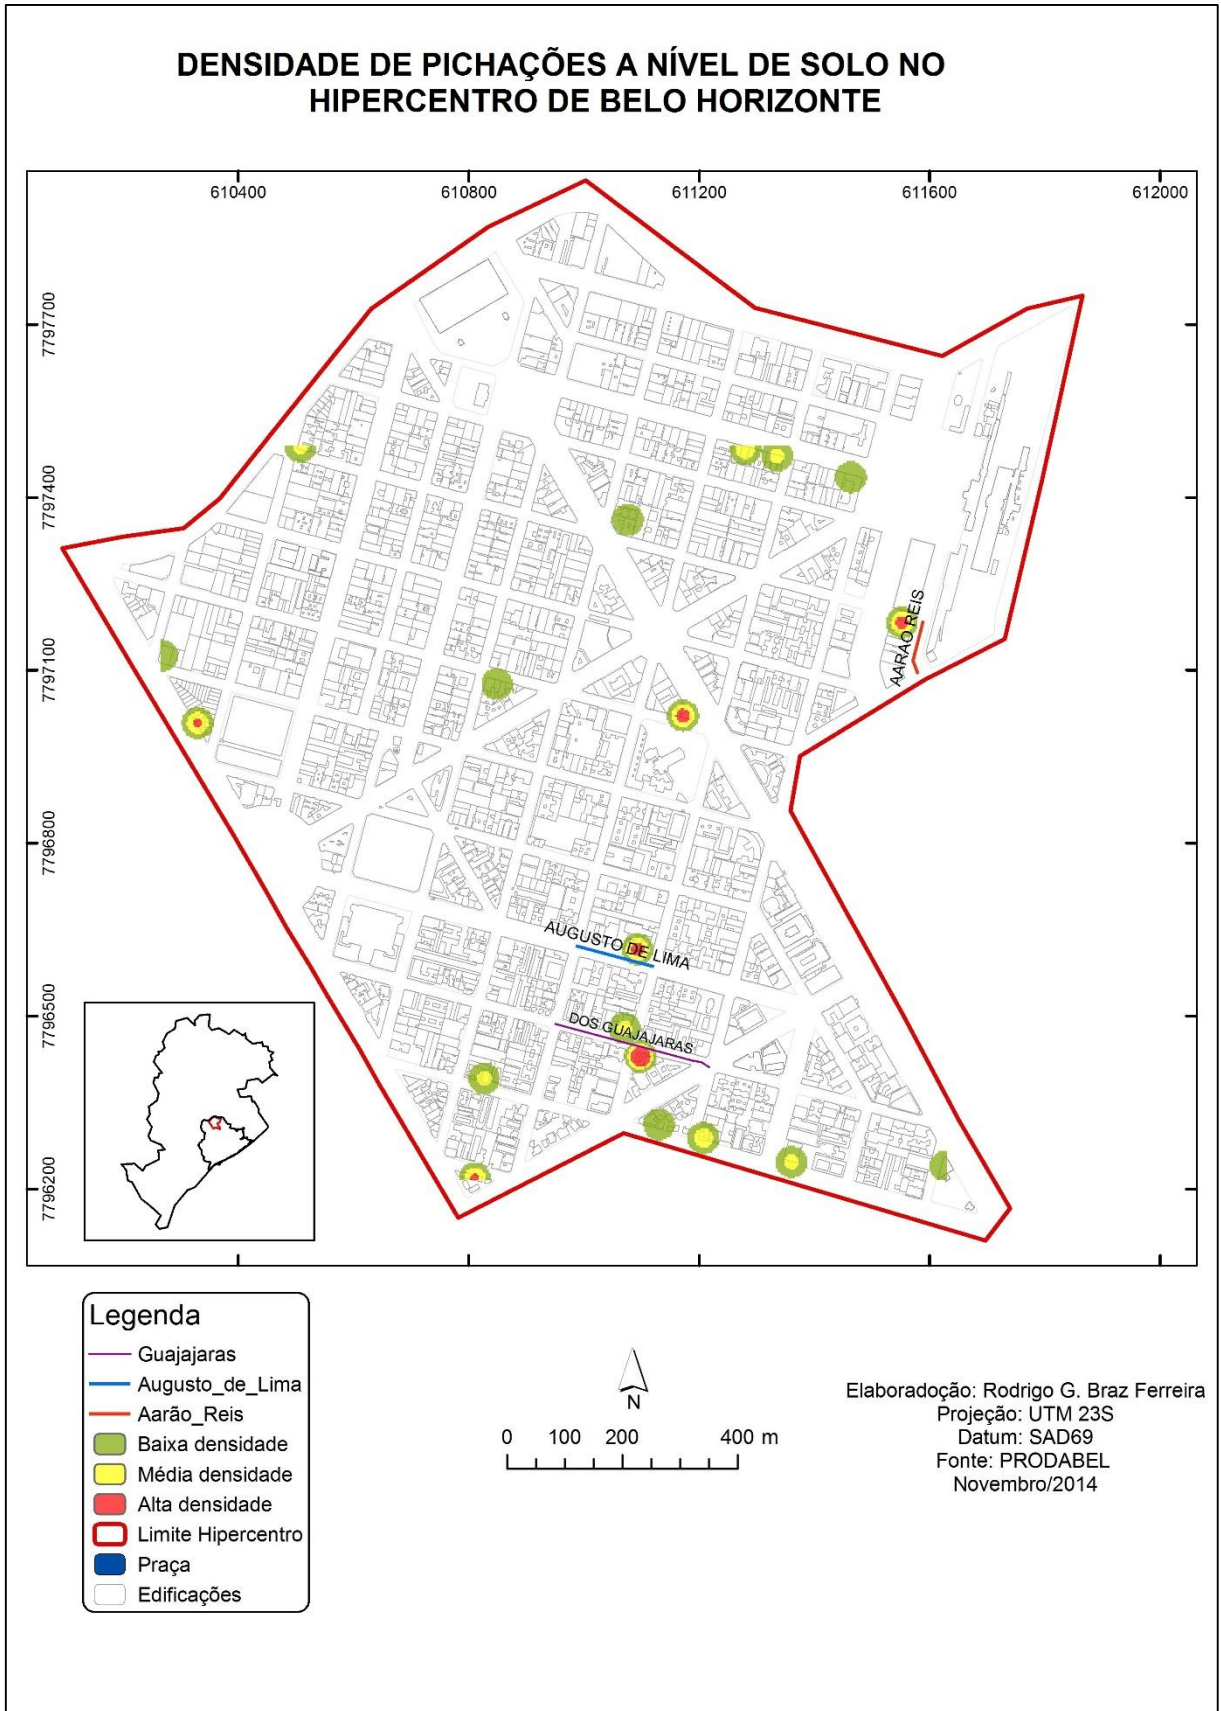 DENSIDADE DE PICHAÇÕES A NÍVEL DE SOLO NO
HIPERCENTRO DE BELO HORIZONTE
610400 610800 611200 611600 612000
7797700
7797400
7797100
7796800
7796500
7796200
AARAO REIS
AUGUSTO DE LIMA
DOS GUAJAJARAS
Legenda
Guajajaras
Augusto_de_Lima
Aarão_Reis
Baixa densidade
Média densidade
Alta densidade
Limite Hipercentro
Praça
Edificações
N
0 100 200 400 m
Elaboradoção: Rodrigo G. Braz Ferreira
Projeção: UTM 23S
Datum: SAD69
Fonte: PRODABEL
Novembro/2014